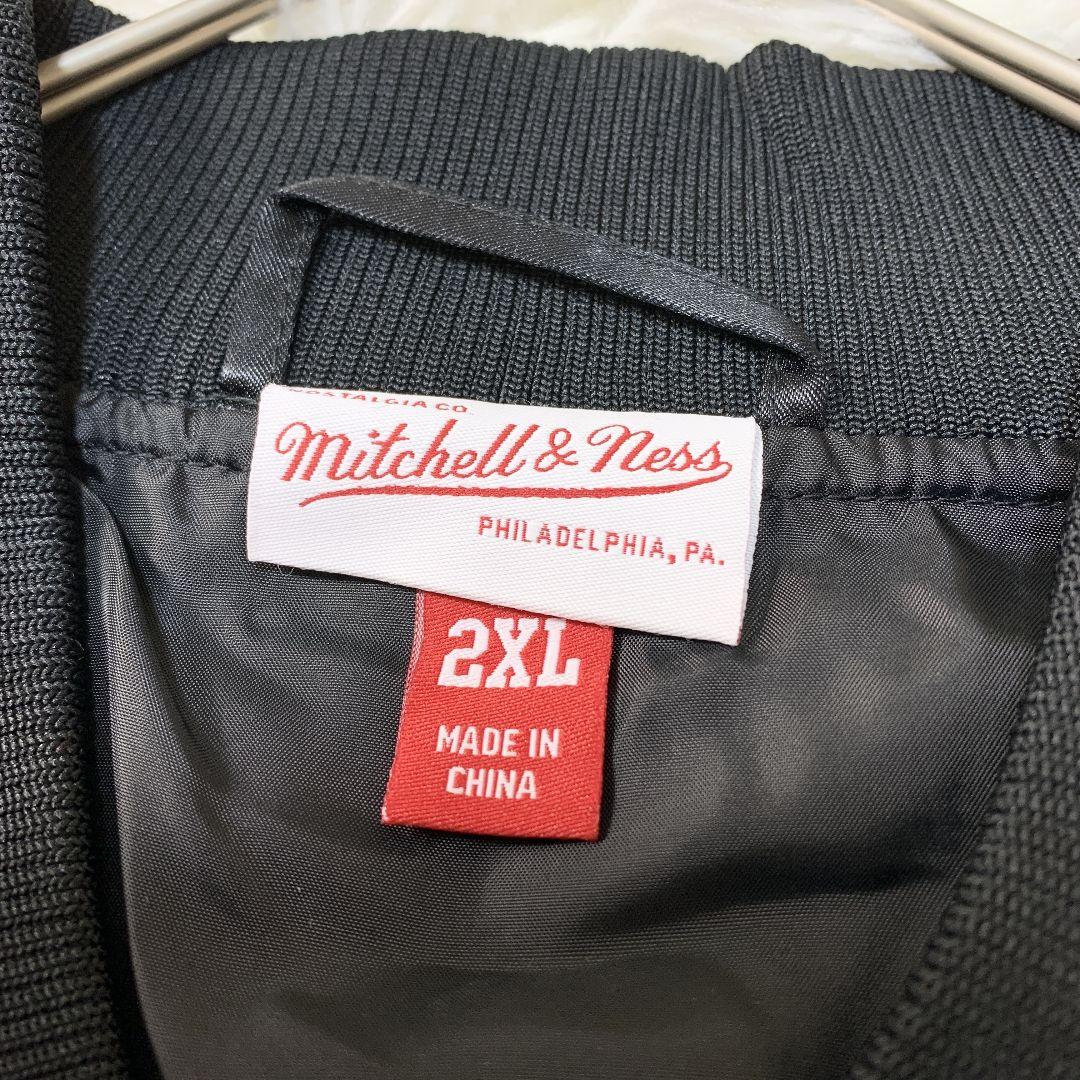 NOSTALGIA CO.
Mitchell & Ness
PHILADELPHIA, PA.
2XL
MADE IN
CHINA